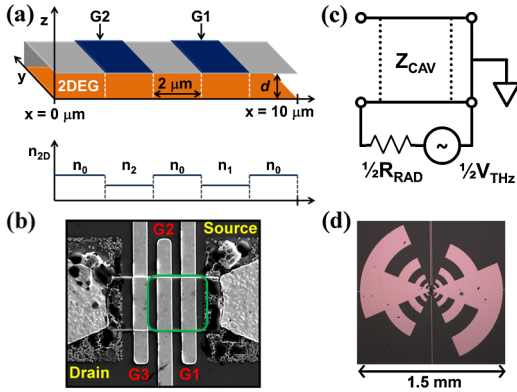 (a)
G2
G1
z
y
2DEG
2 μm
d
x = 0 μm
x = 10 μm
n2D
n0
n2
n0
n1
n0
(b)
G2
Source
Drain
G3
G1
(c)
ZCAV
~
½RRAD
½VTHz
(d)
1.5 mm